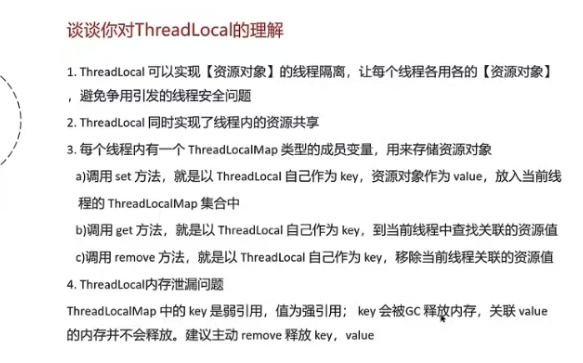 谈谈你对ThreadLocal的理解
1. ThreadLocal 可以实现【资源对象】的线程隔离，让每个线程各用各的【资源对象】
，避免争用引发的线程安全问题
2. ThreadLocal 同时实现了线程内的资源共享
3. 每个线程内有一个 ThreadLocalMap 类型的成员变量，用来存储资源对象
a)调用 set 方法，就是以 ThreadLocal 自己作为 key，资源对象作为 value，放入当前线
程的 ThreadLocalMap 集合中
b)调用 get 方法，就是以 ThreadLocal 自己作为 key，到当前线程中查找关联的资源值
c)调用 remove 方法，就是以 ThreadLocal 自己作为 key，移除当前线程关联的资源值
4. ThreadLocal内存泄漏问题
ThreadLocalMap 中的 key 是弱引用，值为强引用； key 会被GC 释放内存，关联 value
的内存并不会释放。建议主动 remove 释放 key，value